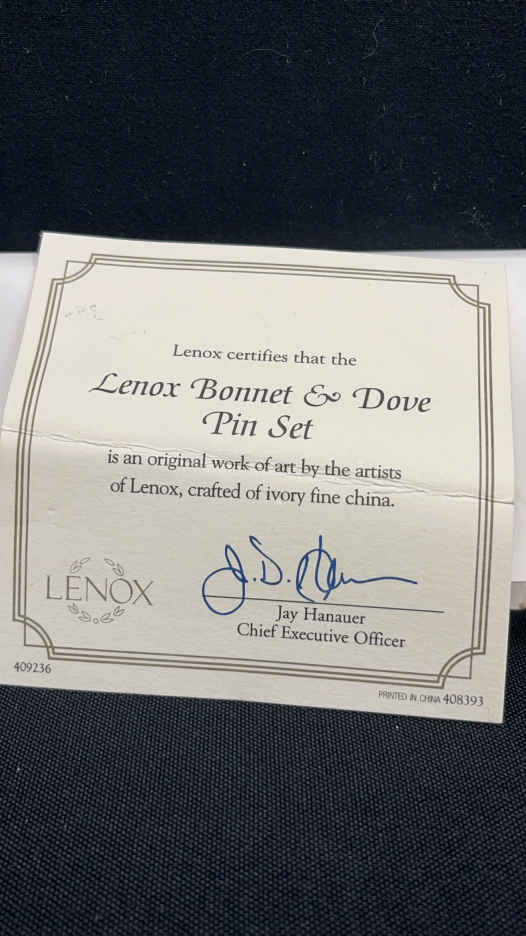 Lenox certifies that the
Lenox Bonnet & Dove
Pin Set
is an original work of art by the artists
of Lenox, crafted of ivory fine china.
LENOX
Jay Hanauer
Chief Executive Officer
409236
PRINTED IN CHINA 408393